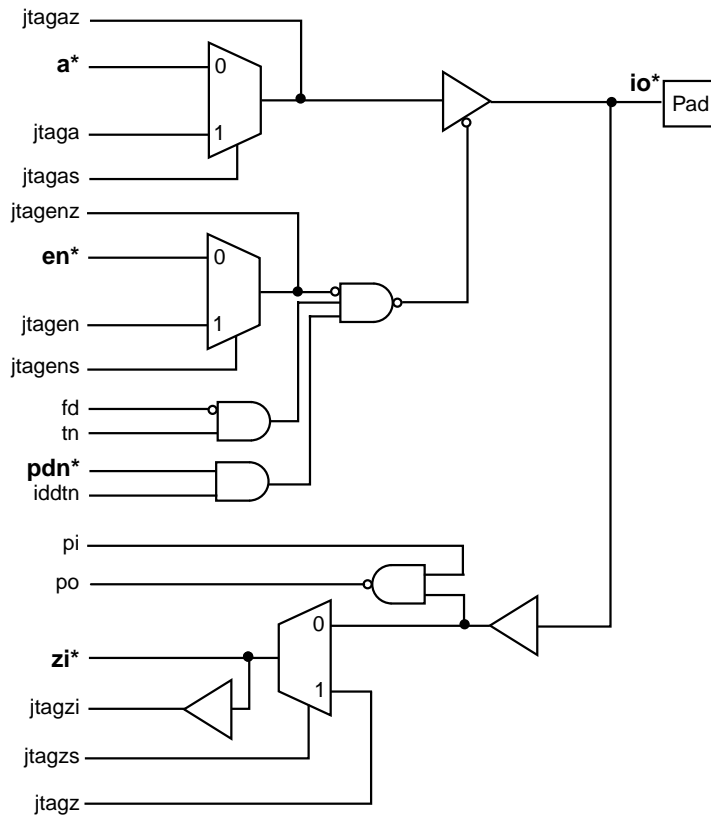 jtagaz
a*
0
io*
Pad
jtaga
1
jtagas
jtagenz
en*
0
jtagen
1
jtagens
fd
tn
pdn*
iddtn
pi
po
0
zi*
1
jtagzi
jtagzs
jtagz